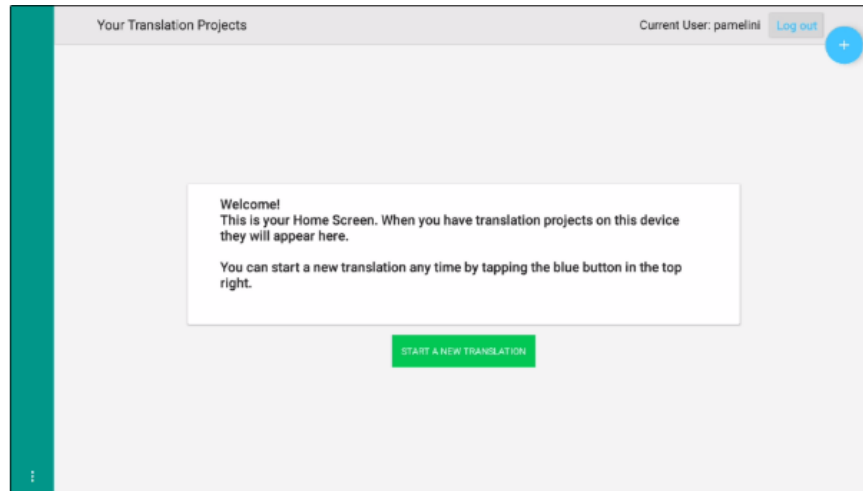 Your Translation Projects
Current User: pamelini Log out
+
Welcome!
This is your Home Screen. When you have translation projects on this device
they will appear here.
You can start a new translation any time by tapping the blue button in the top
right.
START A NEW TRANSLATION